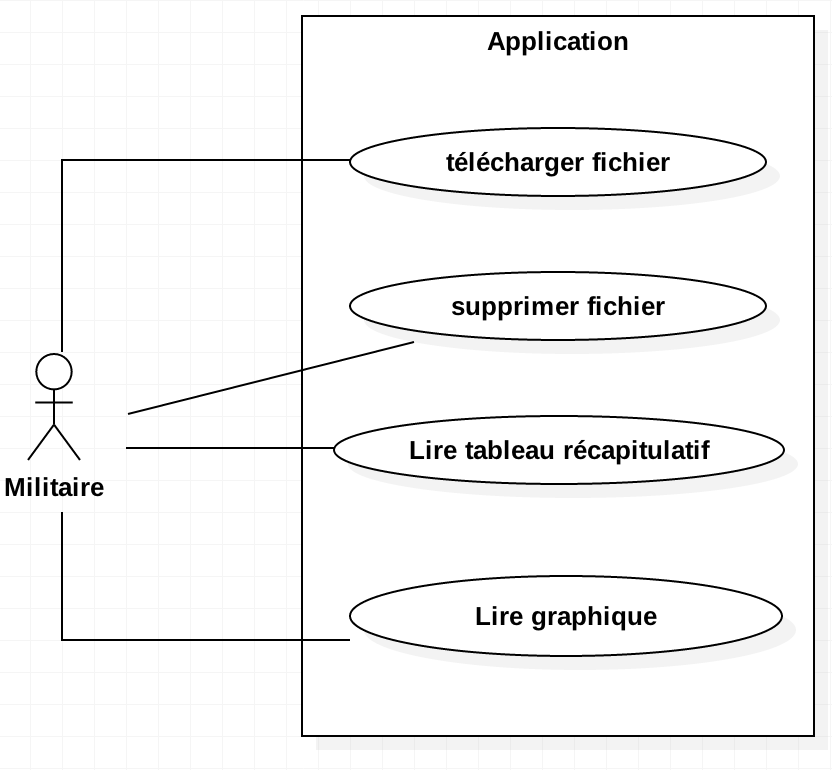 Application
télécharger fichier
supprimer fichier
Lire tableau récapitulatif
Militaire
Lire graphique